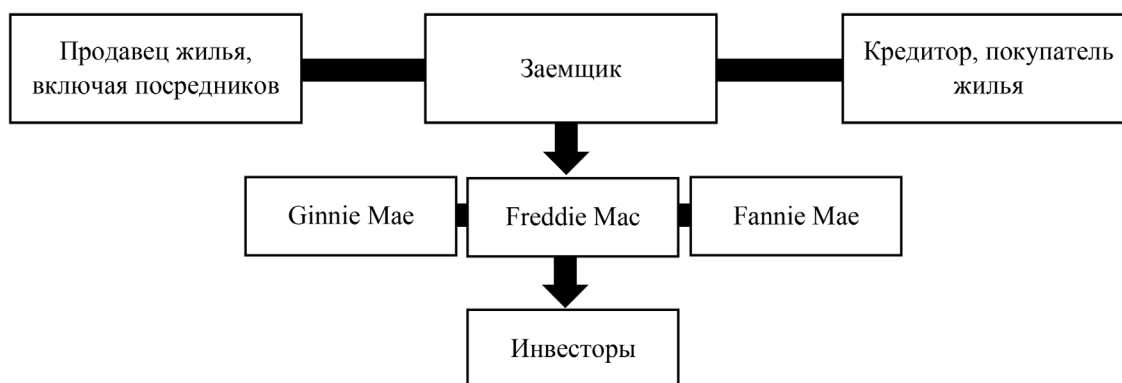 Продавец жилья,
включая посредников
Заемщик
Кредитор, покупатель
жилья
Ginnie Mae
Freddie Mac
Fannie Mae
Инвесторы